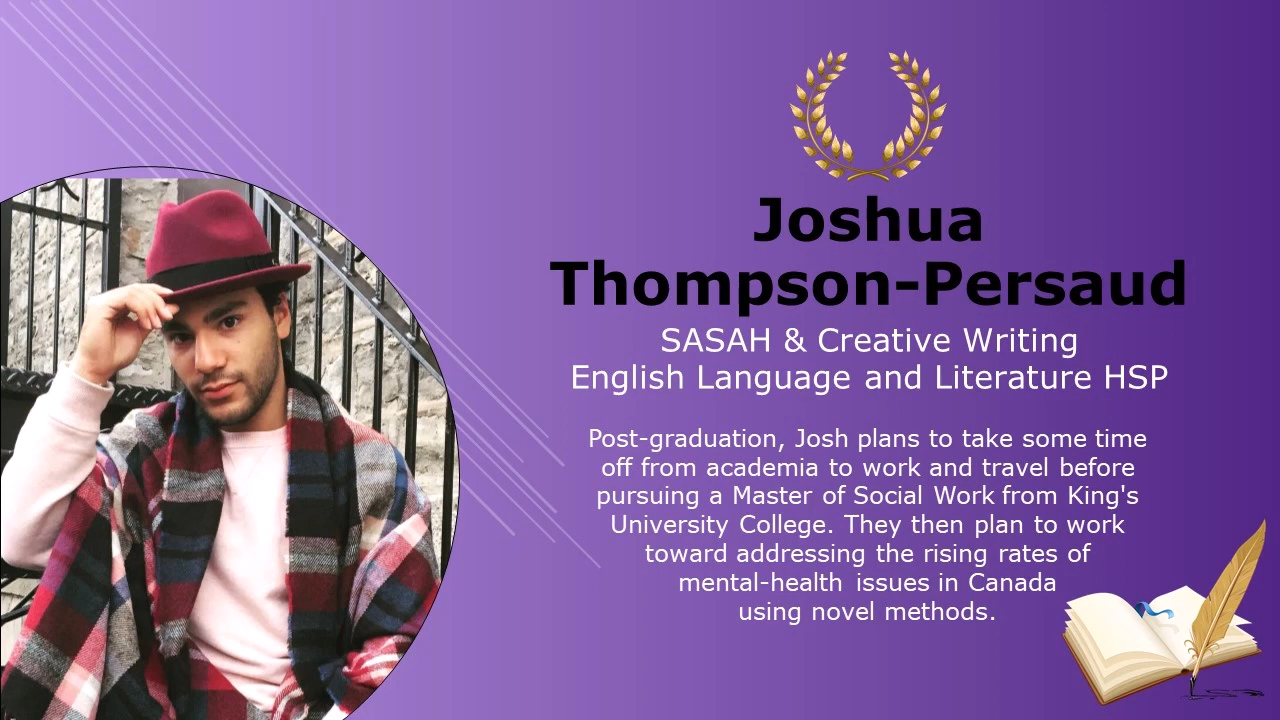 Joshua
Thompson-Persaud
SASAH & Creative Writing
English Language and Literature HSP
Post-graduation, Josh plans to take some time
off from academia to work and travel before
pursuing a Master of Social Work from King's
University College. They then plan to work
toward addressing the rising rates of
mental-health issues in Canada
using novel methods.